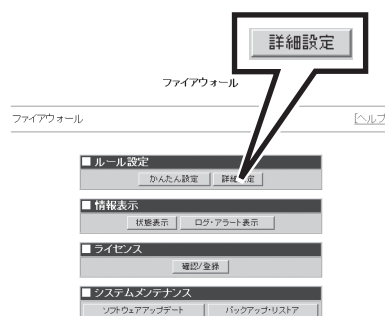 詳細設定
ファイアウォール
ファイアウォール [ヘルプ
■ ルール設定
かんたん設定 詳細設定
■ 情報表示
状態表示 ログ・アラート表示
■ ライセンス
確認/登録
■ システムメンテナンス
ソフトウェアアップデート バックアップ・リストア